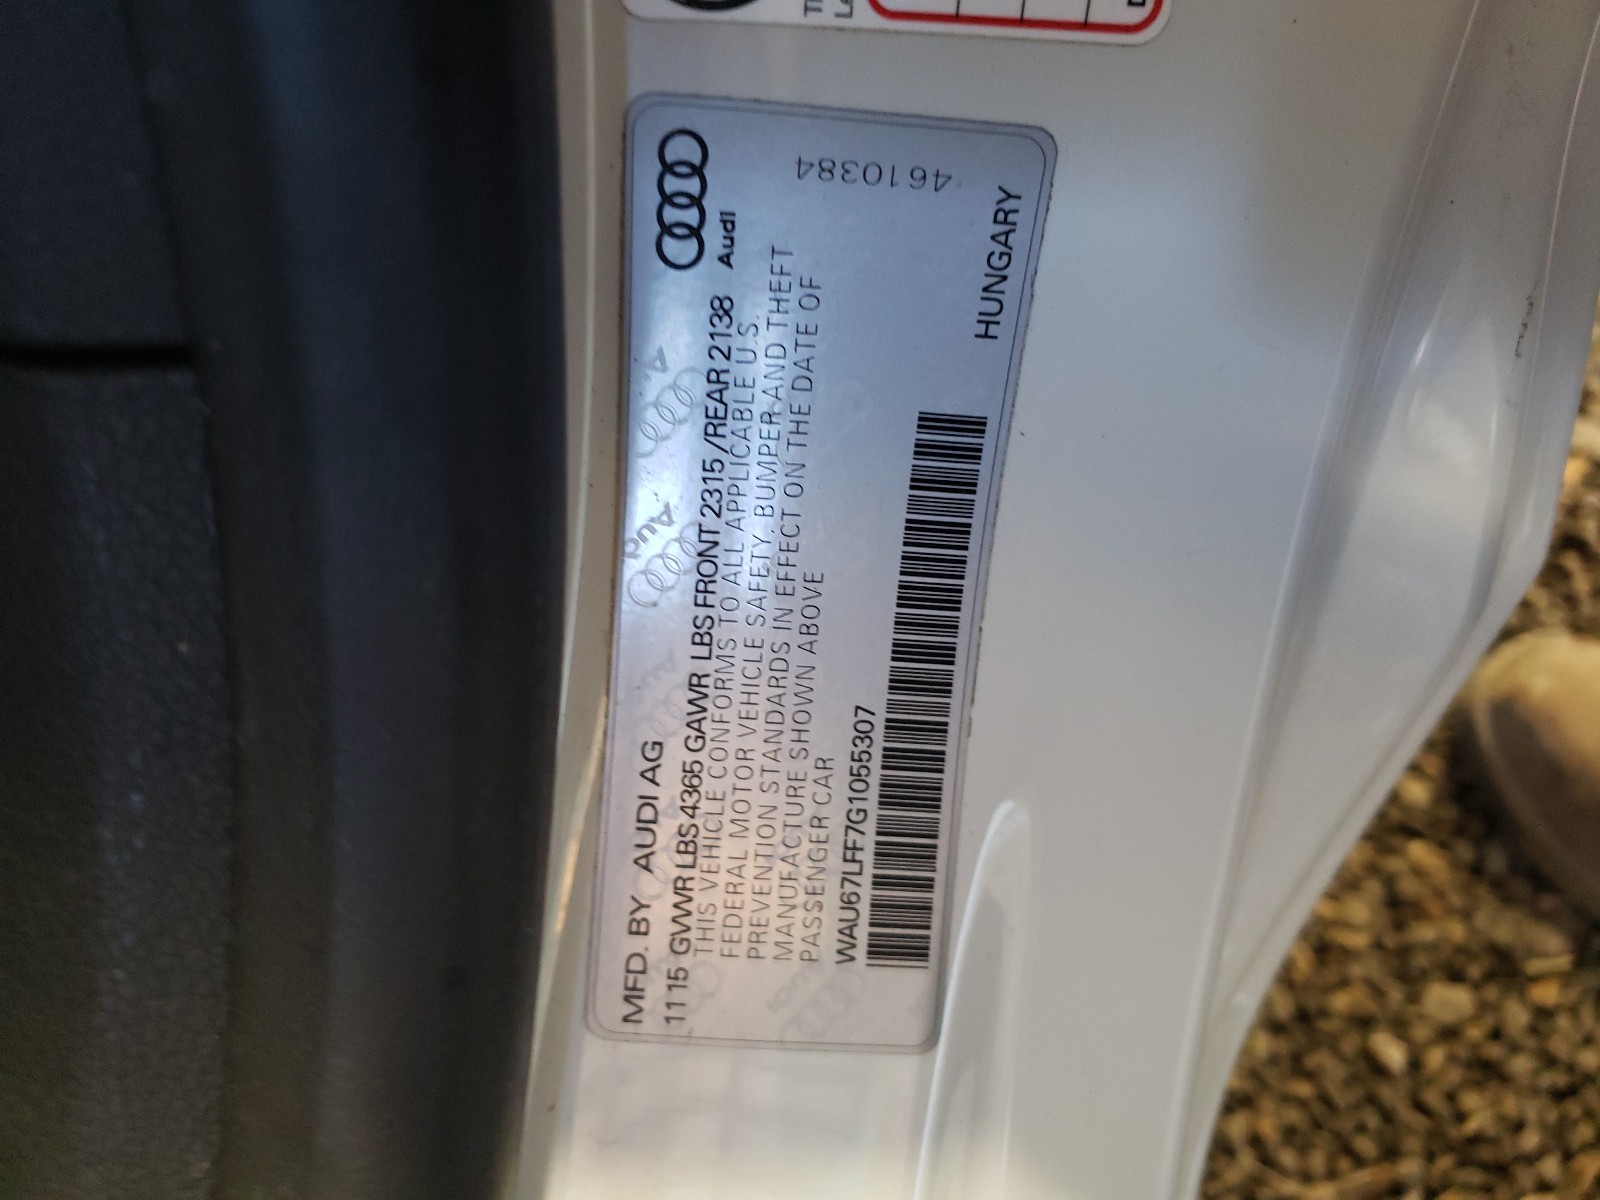 MFD. BY AUDI AG
Audi
11 15 GVWR LBS 4365 GAWR LBS FRONT 2315/REAR 2138
THIS VEHICLE CONFORMS TO ALL APPLICABLE U.S.
FEDERAL MOTOR VEHICLE SAFETY, BUMPER AND THEFT
PREVENTION STANDARDS IN EFFECT ON THE DATE OF
MANUFACTURE SHOWN ABOVE
PASSENGER CAR
WAU67LFF7G1055307
HUNGARY
4610384